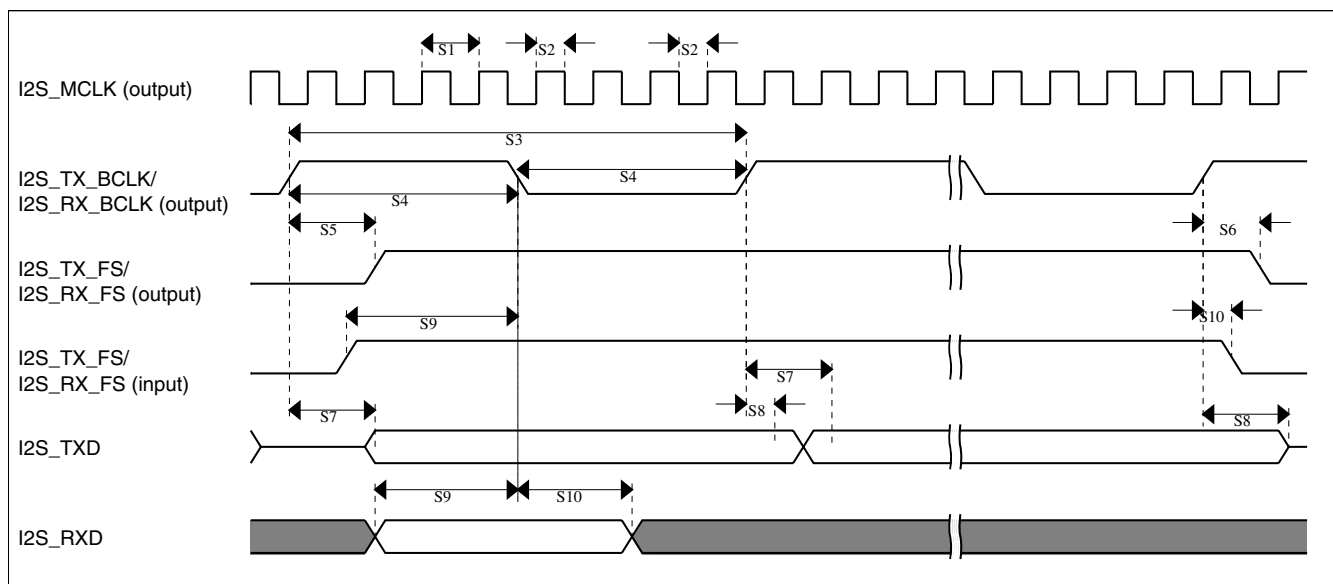 S1
S2
S2
I2S_MCLK (output)
S3
I2S_TX_BCLK/
I2S_RX_BCLK (output)
S4
S4
S5
S6
I2S_TX_FS/
I2S_RX_FS (output)
S9
S10
I2S_TX_FS/
I2S_RX_FS (input)
S7
S7
S8
S8
I2S_TXD
S9
S10
I2S_RXD